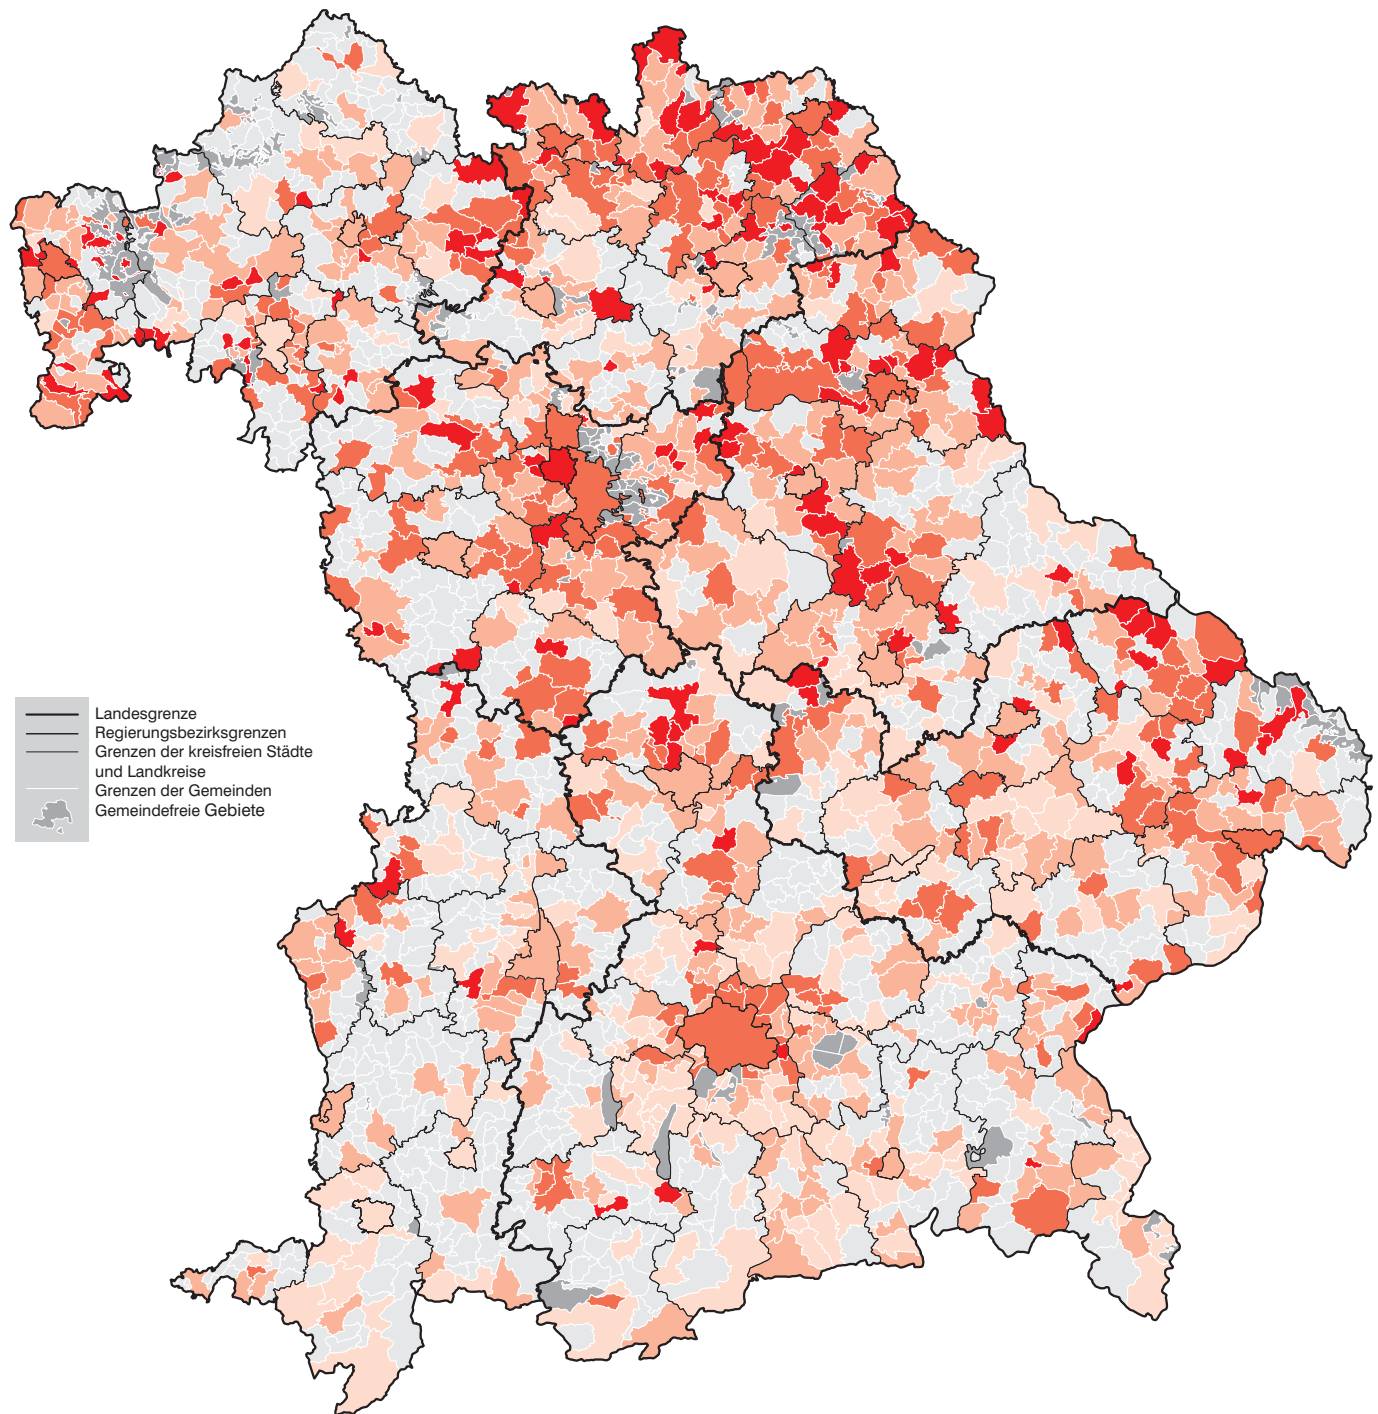 Landesgrenze
Regierungsbezirksgrenzen
Grenzen der kreisfreien Städte
und Landkreise
Grenzen der Gemeinden
Gemeindefreie Gebiete